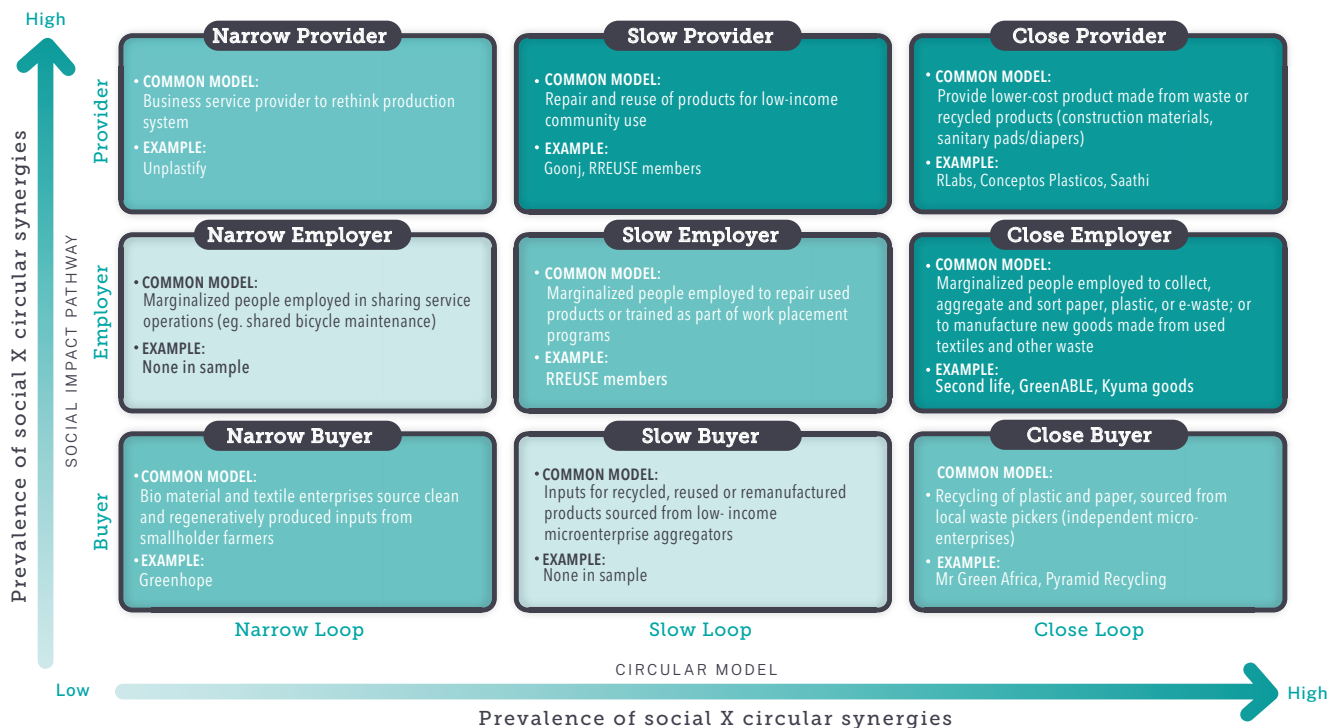 High
Prevalence of social X circular synergies
SOCIAL IMPACT PATHWAY
Provider
Narrow Provider
• COMMON MODEL:
Business service provider to rethink production
system
• EXAMPLE:
Unplastify
Slow Provider
• COMMON MODEL:
Repair and reuse of products for low-income
community use
• EXAMPLE:
Goonj, RREUSE members
Close Provider
• COMMON MODEL:
Provide lower-cost product made from waste or
recycled products (construction materials,
sanitary pads/diapers)
• EXAMPLE:
RLabs, Conceptos Plasticos, Saathi
Employer
Narrow Employer
• COMMON MODEL:
Marginalized people employed in sharing service
operations (eg. shared bicycle maintenance)
• EXAMPLE:
None in sample
Slow Employer
• COMMON MODEL:
Marginalized people employed to repair used
products or trained as part of work placement
programs
• EXAMPLE:
RREUSE members
Close Employer
• COMMON MODEL:
Marginalized people employed to collect,
aggregate and sort paper, plastic, or e-waste; or
to manufacture new goods made from used
textiles and other waste
• EXAMPLE:
Second life, GreenABLE, Kyuma goods
Buyer
Narrow Buyer
• COMMON MODEL:
Bio material and textile enterprises source clean
and regeneratively produced inputs from
smallholder farmers
• EXAMPLE:
Greenhope
Slow Buyer
• COMMON MODEL:
Inputs for recycled, reused or remanufactured
products sourced from low- income
microenterprise aggregators
• EXAMPLE:
None in sample
Close Buyer
COMMON MODEL:
• Recycling of plastic and paper, sourced from
local waste pickers (independent micro-
enterprises)
• EXAMPLE:
Mr Green Africa, Pyramid Recycling
Narrow Loop
Slow Loop
Close Loop
CIRCULAR MODEL
Low
High
Prevalence of social X circular synergies